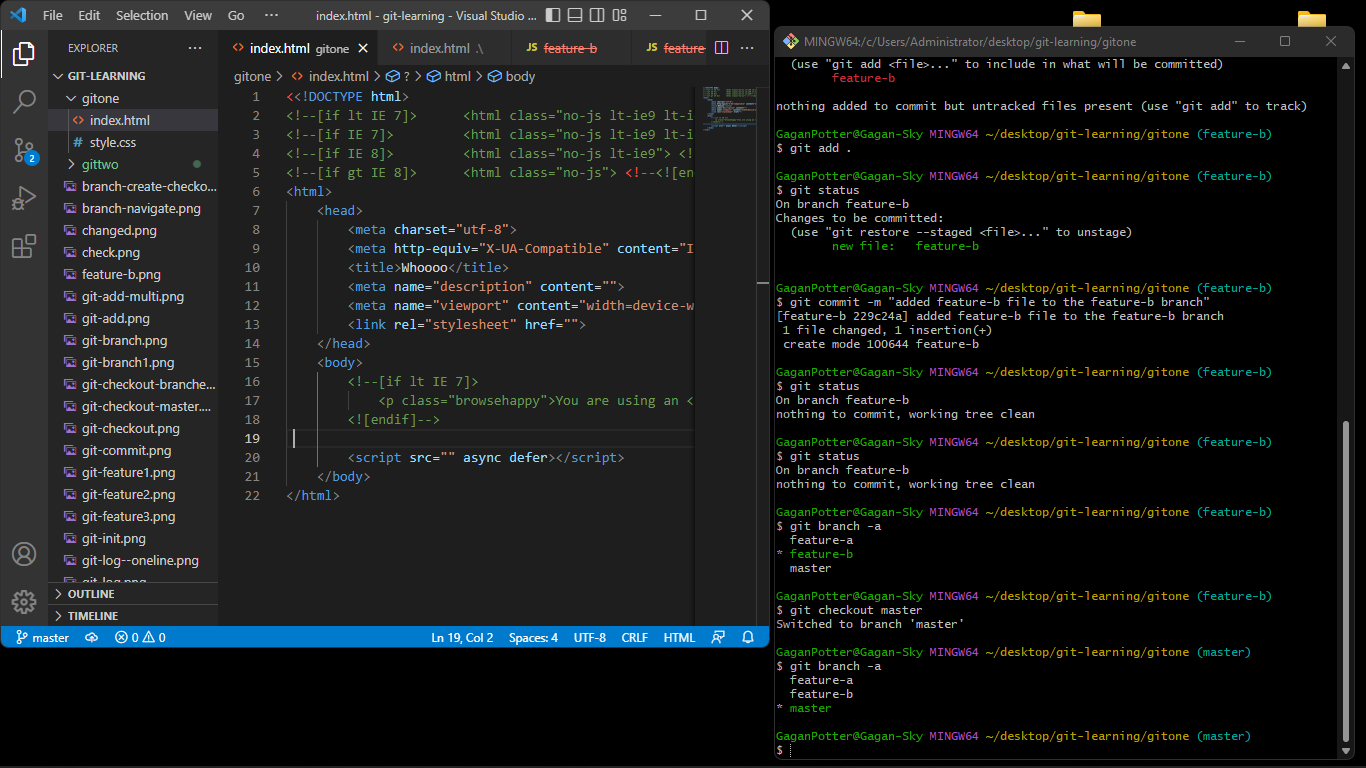 File Edit Selection View Go ··· index.html - git-learning - Visual Studio ...
EXPLORER ···
GIT-LEARNING
gitone
index.html
style.css
gittwo
branch-create-checko...
branch-navigate.png
changed.png
check.png
feature-b.png
git-add-multi.png
git-add.png
git-branch.png
git-branch1.png
git-checkout-branche...
git-checkout-master....
git-checkout.png
git-commit.png
git-feature1.png
git-feature2.png
git-feature3.png
git-init.png
git-log--oneline.png
git-log.png
OUTLINE
TIMELINE
2
index.html gitone index.html .\ JS feature-b JS feature ···
gitone > index.html > ? > html > body
1 <<!DOCTYPE html>
2 <!--[if lt IE 7]> <html class="no-js lt-ie9 lt-i
3 <!--[if IE 7]> <html class="no-js lt-ie9 lt-i
4 <!--[if IE 8]> <html class="no-js lt-ie9"> <!
5 <!--[if gt IE 8]> <html class="no-js"> <!--<![en
6 <html>
7 <head>
8 <meta charset="utf-8">
9 <meta http-equiv="X-UA-Compatible" content="I
10 <title>Whoooo</title>
11 <meta name="description" content="">
12 <meta name="viewport" content="width=device-w
13 <link rel="stylesheet" href="">
14 </head>
15 <body>
16 <!--[if lt IE 7]>
17 <p class="browsehappy">You are using an <
18 <![endif]-->
19
20 <script src="" async defer></script>
21 </body>
22 </html>
master 0 0 Ln 19, Col 2 Spaces: 4 UTF-8 CRLF HTML
MINGW64:/c/Users/Administrator/desktop/git-learning/gitone
(use "git add <file>..." to include in what will be committed)
feature-b
nothing added to commit but untracked files present (use "git add" to track)
GaganPotter@Gagan-Sky MINGW64 ~/desktop/git-learning/gitone (feature-b)
$ git add .
GaganPotter@Gagan-Sky MINGW64 ~/desktop/git-learning/gitone (feature-b)
$ git status
On branch feature-b
Changes to be committed:
(use "git restore --staged <file>..." to unstage)
new file: feature-b
GaganPotter@Gagan-Sky MINGW64 ~/desktop/git-learning/gitone (feature-b)
$ git commit -m "added feature-b file to the feature-b branch"
[feature-b 229c24a] added feature-b file to the feature-b branch
1 file changed, 1 insertion(+)
create mode 100644 feature-b
GaganPotter@Gagan-Sky MINGW64 ~/desktop/git-learning/gitone (feature-b)
$ git status
On branch feature-b
nothing to commit, working tree clean
GaganPotter@Gagan-Sky MINGW64 ~/desktop/git-learning/gitone (feature-b)
$ git status
On branch feature-b
nothing to commit, working tree clean
GaganPotter@Gagan-Sky MINGW64 ~/desktop/git-learning/gitone (feature-b)
$ git branch -a
feature-a
* feature-b
master
GaganPotter@Gagan-Sky MINGW64 ~/desktop/git-learning/gitone (feature-b)
$ git checkout master
Switched to branch 'master'
GaganPotter@Gagan-Sky MINGW64 ~/desktop/git-learning/gitone (master)
$ git branch -a
feature-a
feature-b
* master
GaganPotter@Gagan-Sky MINGW64 ~/desktop/git-learning/gitone (master)
$